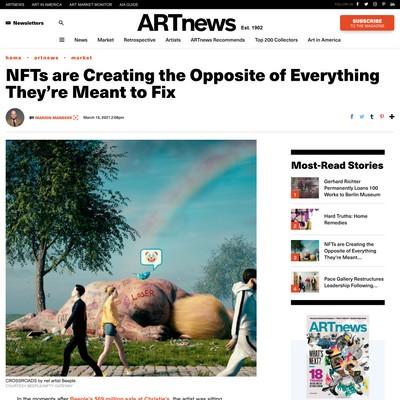 ARTNEWS ART IN AMERICA ART MARKET MONITOR AIA GUIDE
Newsletters
ARTnews Est. 1902
SUBSCRIBE
TO THE MAGAZINE
News Market Retrospective Artists ARTnews Recommends Top 200 Collectors Art in America
home • artnews • market
NFTs are Creating the Opposite of Everything
They're Meant to Fix
BY MARION MANEKER March 15, 2021 2:08pm
LOSER
CROSSROADS by net artist Beeple.
COURTESY BEEPLE/NIFTY GATEWAY
In the moments after Beeple's $69 million sale at Christie's, the artist was sitting
Most-Read Stories
1
Gerhard Richter
Permanently Loans 100
Works to Berlin Museum
2
Hard Truths: Home
Remedies
3
NFTs are Creating the
Opposite of Everything
They're Meant...
4
Pace Gallery Restructures
Leadership Following...
ARTnews
WHAT'S
NEXT?
18